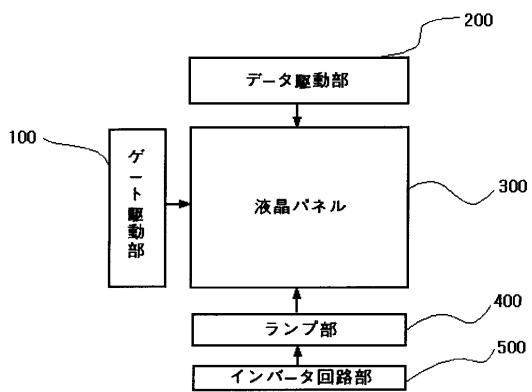 200
データ駆動部
100
ゲート駆動部
液晶パネル
300
400
ランプ部
500
インバータ回路部